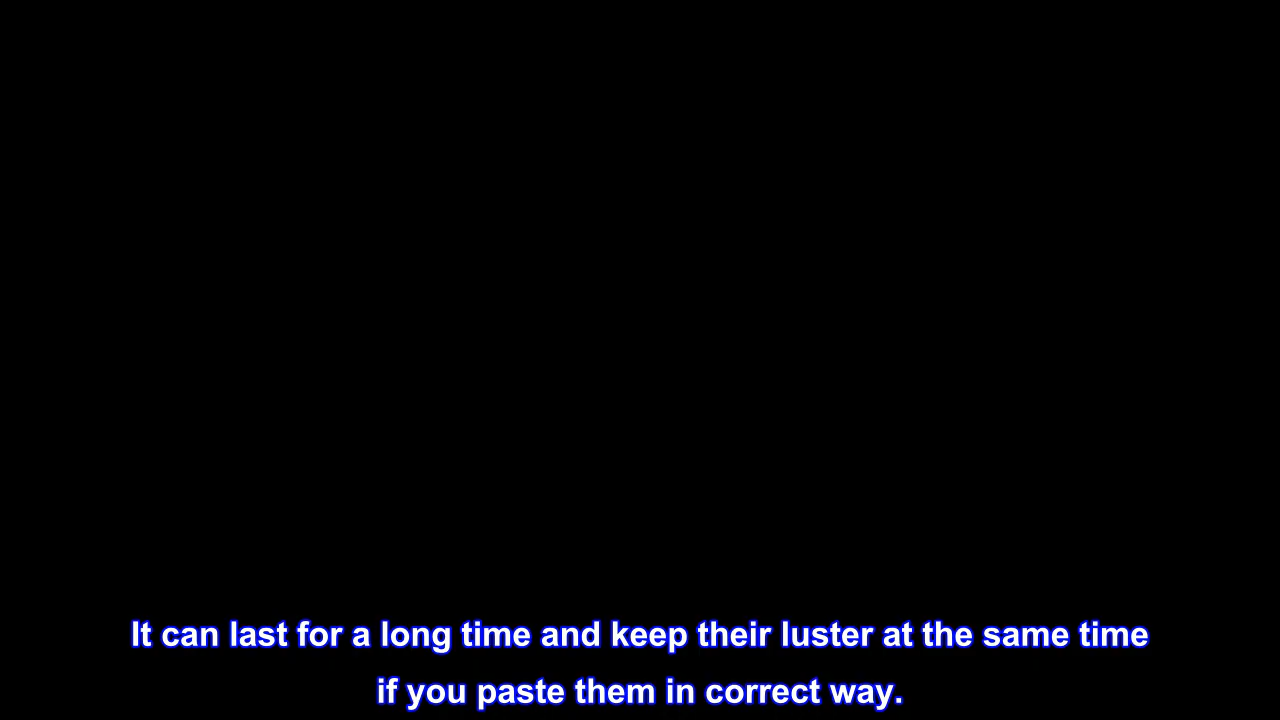 It can last for a long time and keep their luster at the same time
if you paste them in correct way.